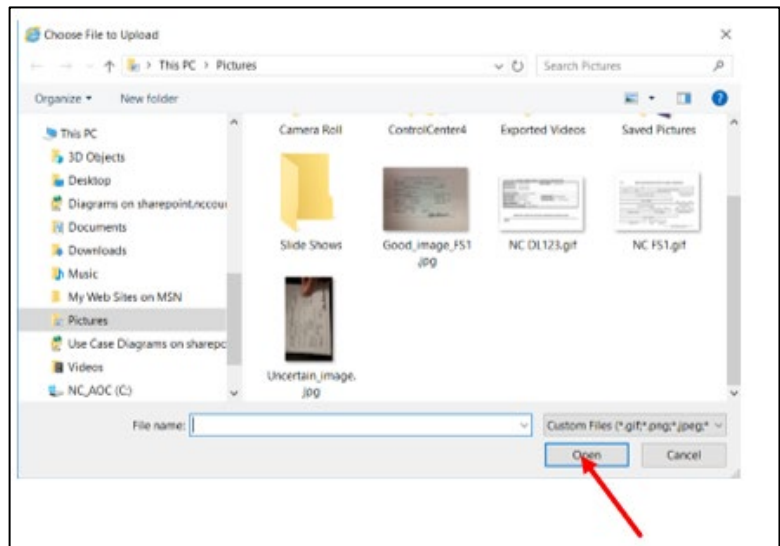 Choose File to Upload
This PC > Pictures
Search Pictures
Organize
New folder
This PC
3D Objects
Desktop
Diagrams on sharepoint.nccour
Documents
Downloads
Music
My Web Sites on MSN
Pictures
Use Case Diagrams on sharepc
Videos
NC_AOC (C:)
Camera Roll
ControlCenter4
Exported Videos
Saved Pictures
Slide Shows
Good_image_FS1
.jpg
NC DL123.gif
NC FS1.gif
Uncertain_image.
jpg
File name:
Custom Files (*.gif;*.png;*.jpeg;*
Open
Cancel